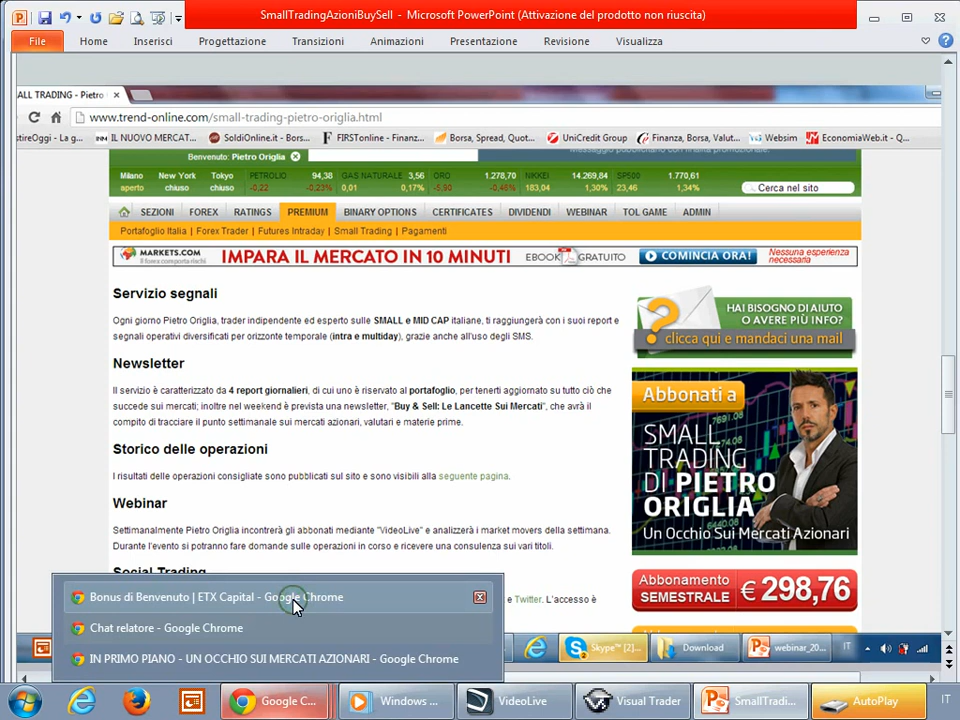 SmallTradingAzioniBuySell - Microsoft PowerPoint (Attivazione del prodotto non riuscita)
File Home Inserisci Progettazione Transizioni Animazioni Presentazione Revisione Visualizza
ALL TRADING - Pietro
www.trend-online.com/small-trading-pietro-origlia.html
stireOggi - La g... IL NUOVO MERCAT... SoldiOnline.it - Bors... FIRSTonline - Finanz... Borsa, Spread, Quot... UniCredit Group Finanza, Borsa, Valut... Websim EconomiaWeb.it - Q...
Benvenuto: Pietro Origlia
Milano New York Tokyo PETROLIO 94,38 GAS NATURALE 3,56 ORO 1.278,70 NIKKEI 14.269,84 SP500 1.770,61
aperto chiuso chiuso -0,22 -0,23% 0,01 0,17% -5,90 -0,46% 183,04 1,30% 23,46 1,34% Cerca nel sito
SEZIONI FOREX RATINGS PREMIUM BINARY OPTIONS CERTIFICATES DIVIDENDI WEBINAR TOL GAME ADMIN
Portafoglio Italia | Forex Trader | Futures Intraday | Small Trading | Pagamenti
MARKETS.COM IMPARA IL MERCATO IN 10 MINUTI EBOOK GRATUITO COMINCIA ORA! Nessuna esperienza necessaria
Servizio segnali
Ogni giorno Pietro Origlia, trader indipendente ed esperto sulle SMALL e MID CAP italiane, ti raggiungerà con i suoi report e
segnali operativi diversificati per orizzonte temporale (intra e multiday), grazie anche all'uso degli SMS.
Newsletter
Il servizio è caratterizzato da 4 report giornalieri, di cui uno è riservato al portafoglio, per tenerti aggiornato su tutto ciò che
succede sui mercati; inoltre nel weekend è prevista una newsletter, "Buy & Sell: Le Lancette Sui Mercati", che avrà il
compito di tracciare il punto settimanale sui mercati azionari, valutari e materie prime.
Storico delle operazioni
I risultati delle operazioni consigliate sono pubblicati sul sito e sono visibili alla seguente pagina.
Webinar
Settimanalmente Pietro Origlia incontrerà gli abbonati mediante "VideoLive" e analizzerà i market movers della settimana.
Durante l'evento si potranno fare domande sulle operazioni in corso e ricevere una consulenza sui vari titoli.
Social Trading
e Twitter. L'accesso è
HAI BISOGNO DI AIUTO
O AVERE PIÙ INFO?
clicca qui e mandaci una mail
Abbonati a
SMALL
TRADING
DI PIETRO
ORIGLIA
Un Occhio Sui Mercati Azionari
Abbonamento
SEMESTRALE € 298,76
Bonus di Benvenuto | ETX Capital - Google Chrome
Chat relatore - Google Chrome
IN PRIMO PIANO - UN OCCHIO SUI MERCATI AZIONARI - Google Chrome
Skype™ [2]... Download webinar_20... IT
Google C... Windows ... VideoLive Visual Trader SmallTradi... AutoPlay IT